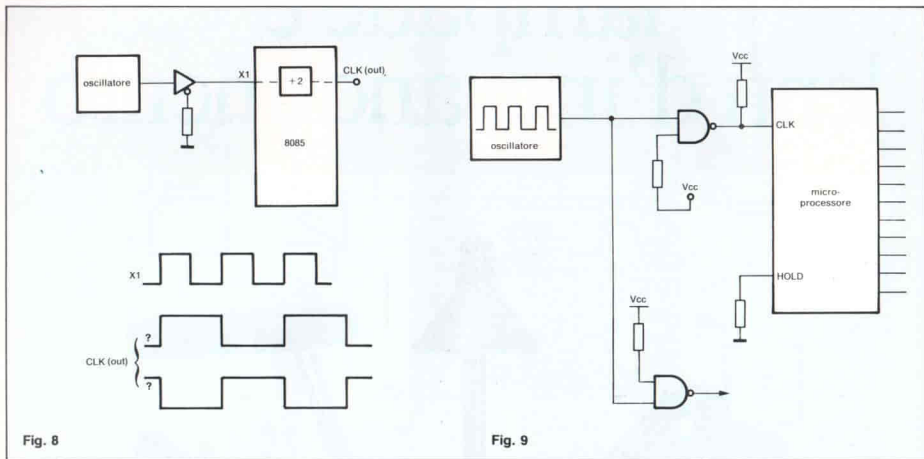 oscillatore
X1
÷2
CLK (out)
8085
X1
?
CLK (out)
?
Fig. 8
oscillatore
Vcc
CLK
Vcc
micro-
processore
HOLD
Vcc
Fig. 9